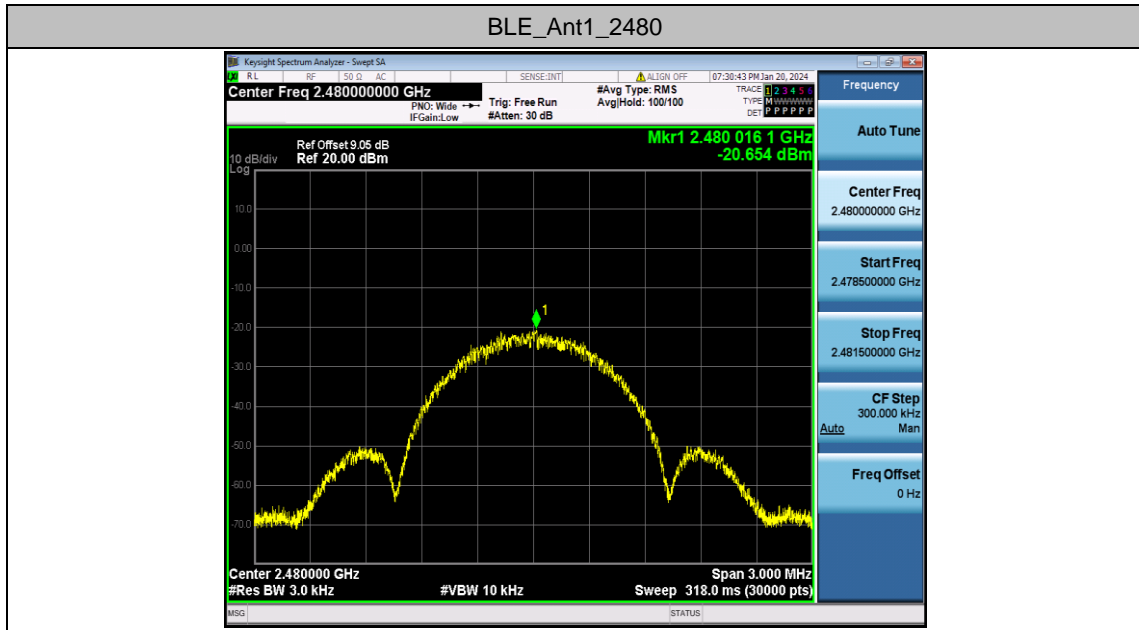 BLE_Ant1_2480
Keysight Spectrum Analyzer - Swept SA
RL RF 50 Ω AC SENSE:INT ALIGN OFF 07:30:43 PM Jan 20, 2024
Center Freq 2.480000000 GHz
PNO: Wide
IFGain:Low
Trig: Free Run
#Atten: 30 dB
#Avg Type: RMS
Avg|Hold: 100/100
TRACE 1 2 3 4 5 6
TYPE M WWWWW
DET P P P P P P
Mkr1 2.480 016 1 GHz
-20.654 dBm
Ref Offset 9.05 dB
10 dB/div Ref 20.00 dBm
Log
10.0
0.00
-10.0
-20.0
-30.0
-40.0
-50.0
-60.0
-70.0
1
Center 2.480000 GHz Span 3.000 MHz
#Res BW 3.0 kHz #VBW 10 kHz Sweep 318.0 ms (30000 pts)
MSG STATUS
Frequency
Auto Tune
Center Freq
2.480000000 GHz
Start Freq
2.478500000 GHz
Stop Freq
2.481500000 GHz
CF Step
300.000 kHz
Auto Man
Freq Offset
0 Hz